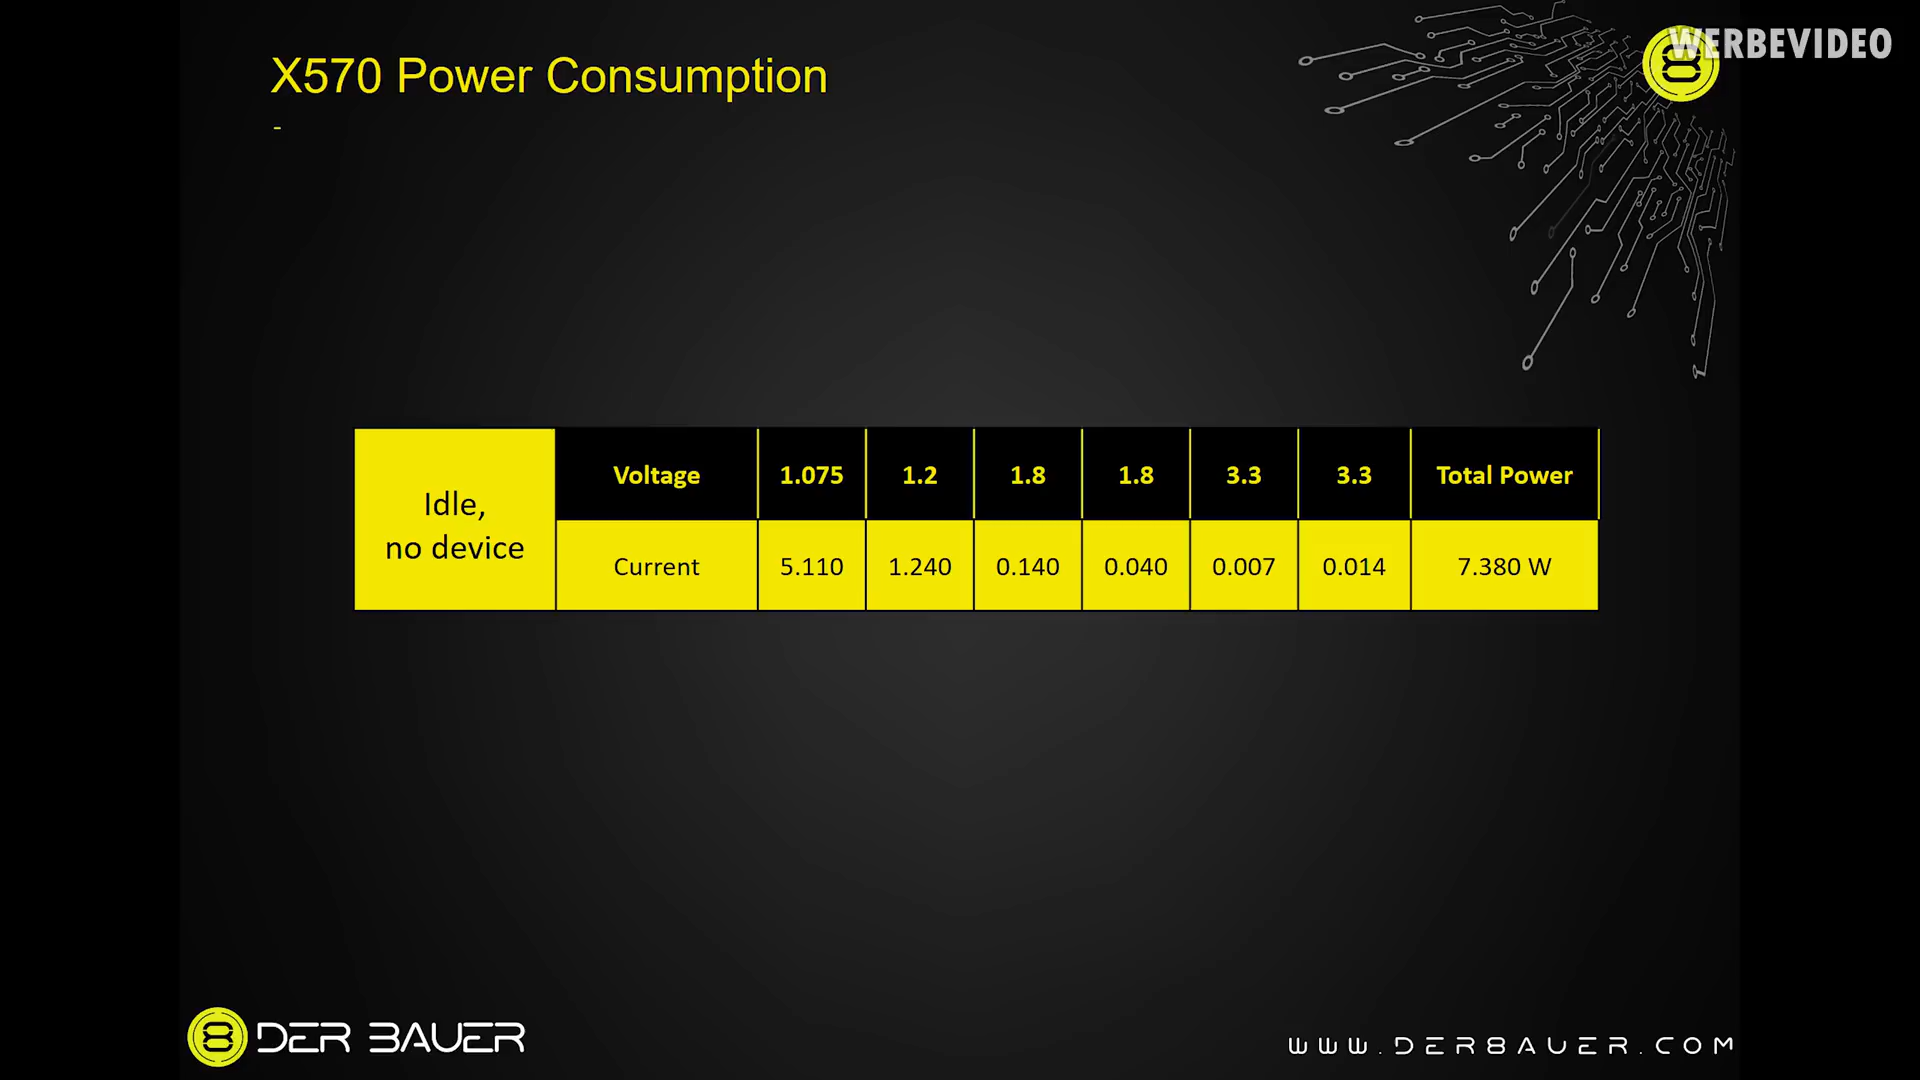 WERBEVIDEO
X570 Power Consumption
-
Idle,
no device
Voltage 1.075 1.2 1.8 1.8 3.3 3.3 Total Power
Current 5.110 1.240 0.140 0.040 0.007 0.014 7.380 W
8 DER 8AUER
WWW.DER8AUER.COM